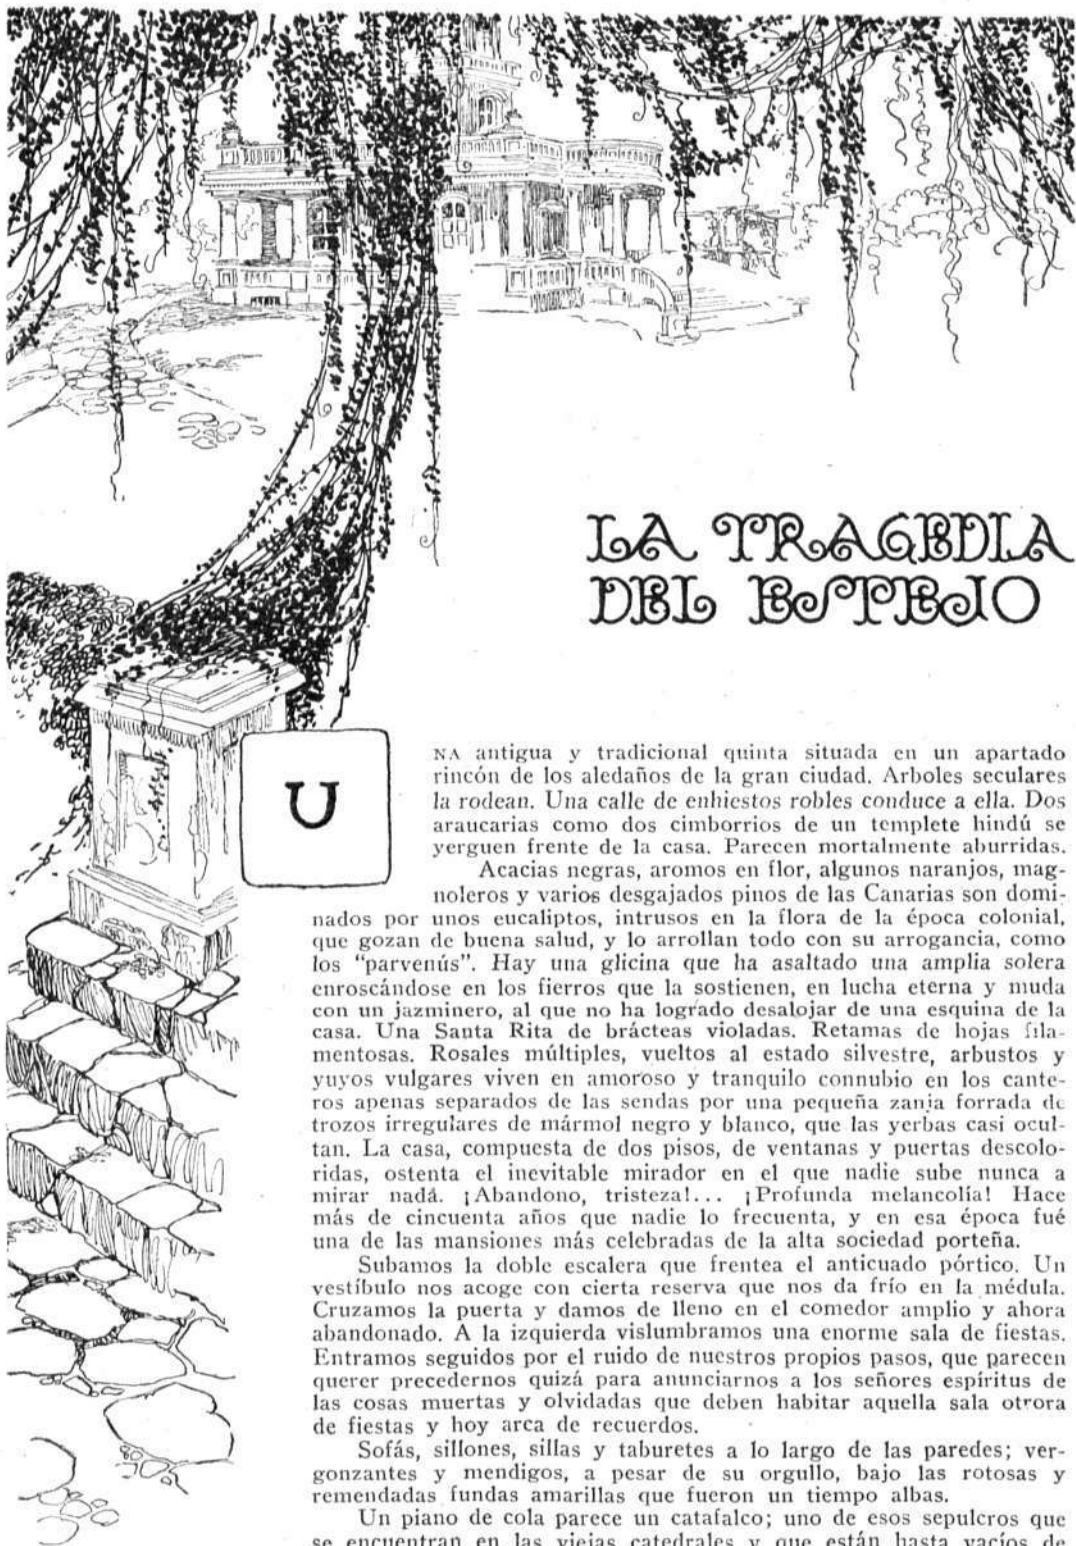 LA TRAGEDIA
DEL ESPEJO
UNA antigua y tradicional quinta situada en un apartado
rincón de los aledaños de la gran ciudad. Arboles seculares
la rodean. Una calle de enhiestos robles conduce a ella. Dos
araucarias como dos cimborrios de un templete hindú se
yerguen frente de la casa. Parecen mortalmente aburridas.
Acacias negras, aromos en flor, algunos naranjos, mag-
noleros y varios desgajados pinos de las Canarias son domi-
nados por unos eucaliptos, intrusos en la flora de la época colonial,
que gozan de buena salud, y lo arrollan todo con su arrogancia, como
los "parvenús". Hay una glicina que ha asaltado una amplia solera
enroscándose en los fierros que la sostienen, en lucha eterna y muda
con un jazminero, al que no ha logrado desalojar de una esquina de la
casa. Una Santa Rita de brácteas violadas. Retamas de hojas fila-
mentosas. Rosales múltiples, vueltos al estado silvestre, arbustos y
yuyos vulgares viven en amoroso y tranquilo connubio en los cante-
ros apenas separados de las sendas por una pequeña zanja forrada de
trozos irregulares de mármol negro y blanco, que las yerbas casi ocul-
tan. La casa, compuesta de dos pisos, de ventanas y puertas descolo-
ridas, ostenta el inevitable mirador en el que nadie sube nunca a
mirar nadá. ¡Abandono, tristeza!... ¡Profunda melancolía! Hace
más de cincuenta años que nadie lo frecuenta, y en esa época fué
una de las mansiones más celebradas de la alta sociedad porteña.
Subamos la doble escalera que frentea el anticuado pórtico. Un
vestíbulo nos acoge con cierta reserva que nos da frío en la médula.
Cruzamos la puerta y damos de lleno en el comedor amplio y ahora
abandonado. A la izquierda vislumbramos una enorme sala de fiestas.
Entramos seguidos por el ruido de nuestros propios pasos, que parecen
querer precedernos quizá para anunciarnos a los señores espíritus de
las cosas muertas y olvidadas que deben habitar aquella sala otrora
de fiestas y hoy arca de recuerdos.
Sofás, sillones, sillas y taburetes a lo largo de las paredes; ver-
gonzantes y mendigos, a pesar de su orgullo, bajo las rotosas y
remendadas fundas amarillas que fueron un tiempo albas.
Un piano de cola parece un catafalco; uno de esos sepulcros que
se encuentran en las viejas catedrales y que están hasta vacíos de